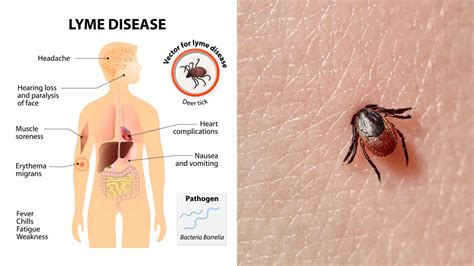 LYME DISEASE
Headache
Vector for lyme disease
Deer tick
Hearing loss
and paralysis
of face
Muscle
soreness
Heart
complications
Erythema
migrans
Nausea
and vomiting
Fever
Chills
Fatigue
Weakness
Pathogen
Bacteria Borrelia